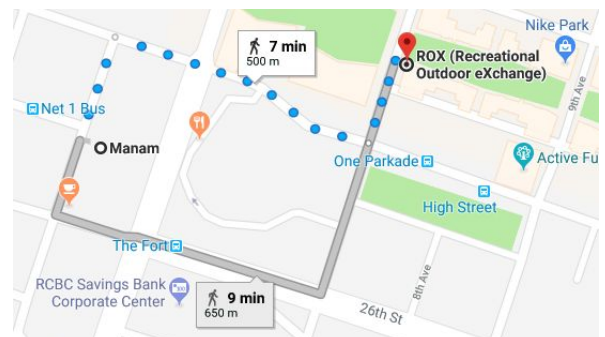 Nike Park
7 min
500 m
ROX (Recreational
Outdoor eXchange)
9th Ave
Net 1 Bus
Manam
One Parkade
Active Fu
High Street
The Fort
8th Ave
RCBC Savings Bank
Corporate Center
9 min
650 m
26th St